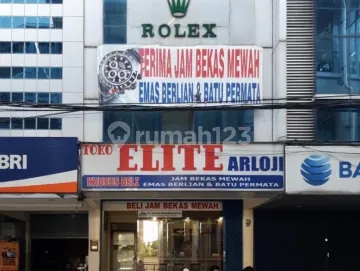 ROLEX
TERIMA JAM BEKAS MEWAH
EMAS BERLIAN & BATU PERMATA
rumah123
TOKO ELITE ARLOJI
JAM BEKAS MEWAH
EMAS BERLIAN & BATU PERMATA
BELI JAM BEKAS MEWAH
BRI
BA